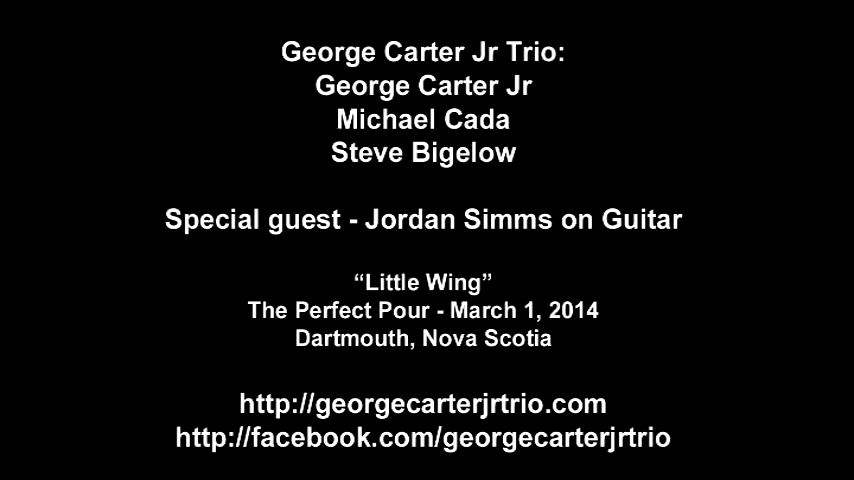 George Carter Jr Trio:
George Carter Jr
Michael Cada
Steve Bigelow
Special guest - Jordan Simms on Guitar
“Little Wing”
The Perfect Pour - March 1, 2014
Dartmouth, Nova Scotia
http://georgecarterjrtrio.com
http://facebook.com/georgecarterjrtrio